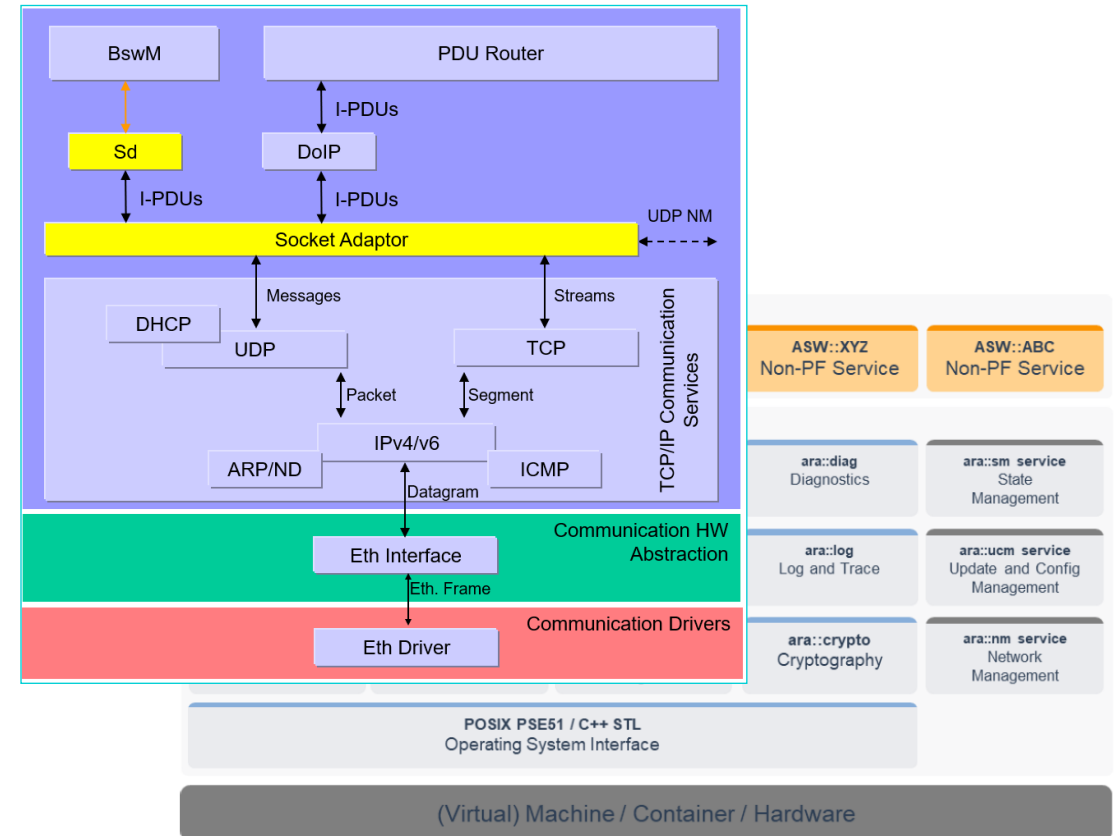 BswM
PDU Router
I-PDUs
Sd
DoIP
I-PDUs
I-PDUs
UDP NM
Socket Adaptor
Messages
Streams
DHCP
UDP
TCP
Packet
Segment
IPv4/v6
ARP/ND
ICMP
Datagram
TCP/IP Communication
Services
Communication HW
Abstraction
Eth Interface
Eth. Frame
Communication Drivers
Eth Driver
ASW::XYZ
Non-PF Service
ASW::ABC
Non-PF Service
ara::diag
Diagnostics
ara::sm service
State
Management
ara::log
Log and Trace
ara::ucm service
Update and Config
Management
ara::crypto
Cryptography
ara::nm service
Network
Management
POSIX PSE51 / C++ STL
Operating System Interface
(Virtual) Machine / Container / Hardware